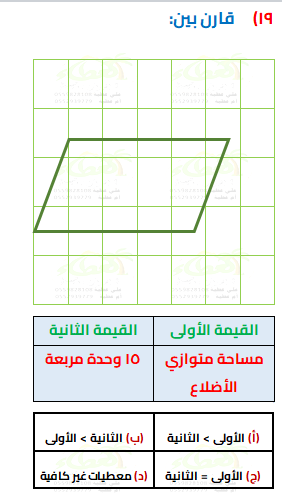 ١٩) قارن بين:
القيمة الأولى القيمة الثانية
مساحة متوازي ١٥ وحدة مربعة
الأضلاع
(أ) الأولى > الثانية (ب) الثانية > الأولى
(ج) الأولى = الثانية (د) معطيات غير كافية